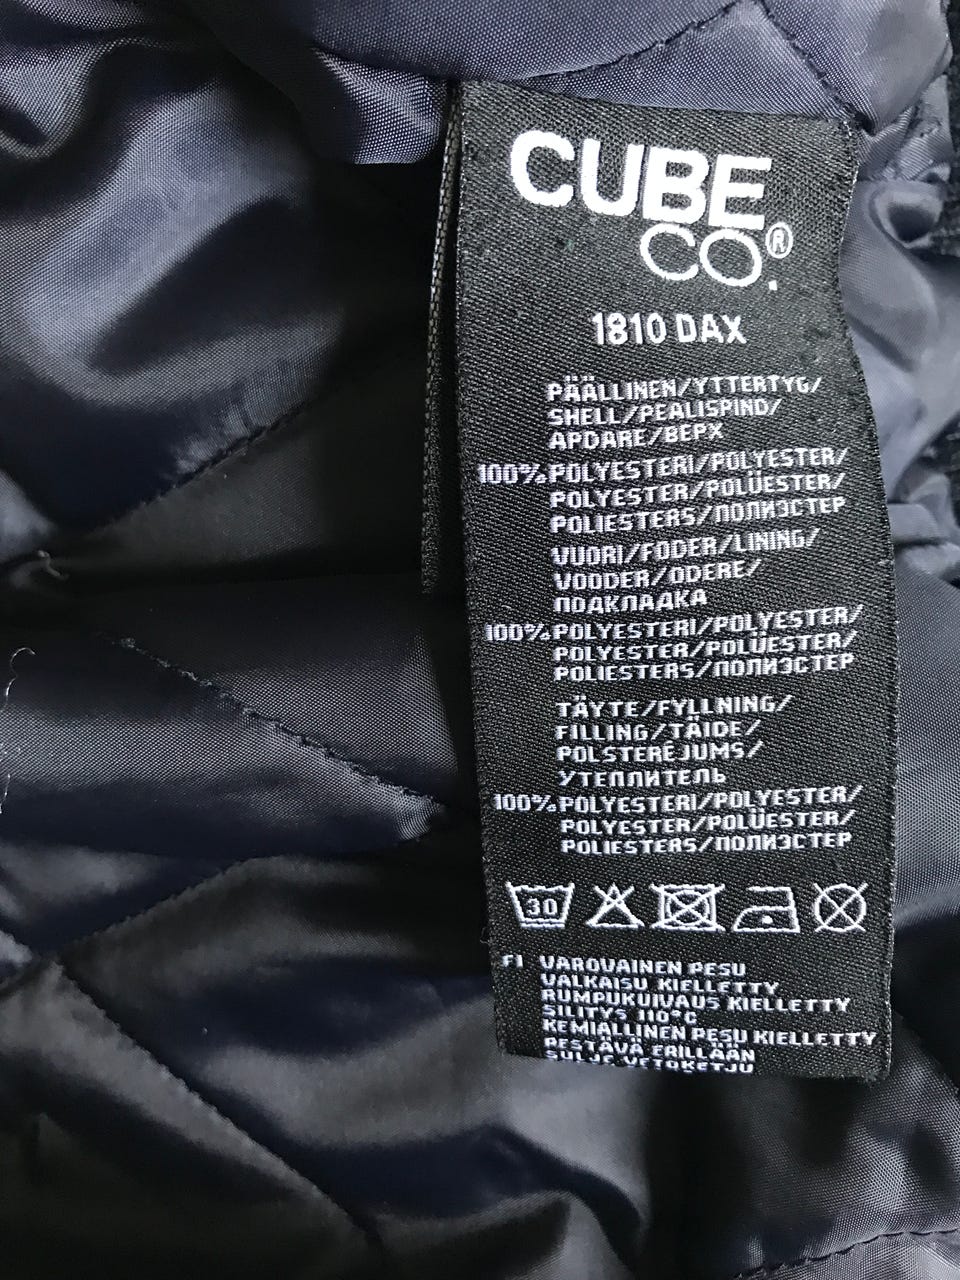 CUBE
CO.®
1810 DAX
PÄÄLLINEN/YTTERTYG/
SHELL/PEALISPIND/
APDARE/ВЕРХ
100% POLYESTERI/POLYESTER/
POLYESTER/POLÜESTER/
POLIESTERS/ПОЛИЭСТЕР
VUORI/FODER/LINING/
VOODER/ODERE/
ПОДКЛАДКА
100% POLYESTERI/POLYESTER/
POLYESTER/POLÜESTER/
POLIESTERS/ПОЛИЭСТЕР
TÄYTE/FYLLNING/
FILLING/TÄIDE/
POLSTERĒJUMS/
УТЕПЛИТЕЛЬ
100% POLYESTERI/POLYESTER/
POLYESTER/POLÜESTER/
POLIESTERS/ПОЛИЭСТЕР
30
FI VAROVAINEN PESU
VALKAISU KIELLETTY
RUMPUKUIVAUS KIELLETTY
SILITYS 110°C
KEMIALLINEN PESU KIELLETTY
PESTÄVÄ ERILLÄÄN
SULJE VETOKETJU